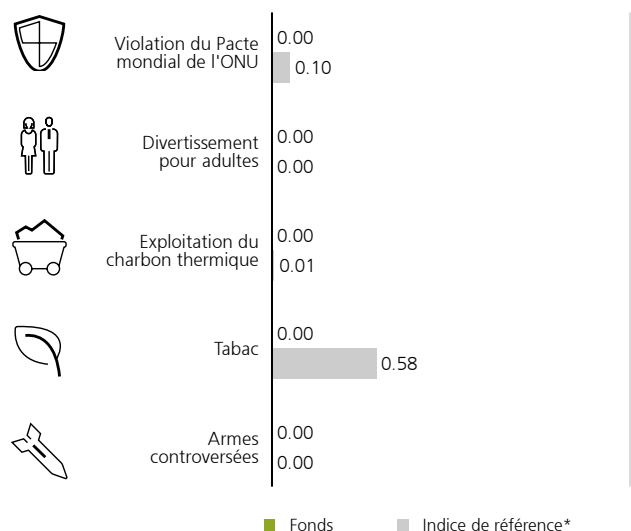 Violation du Pacte
mondial de l'ONU
0.00
0.10
Divertissement
pour adultes
0.00
0.00
Exploitation du
charbon thermique
0.00
0.01
Tabac
0.00
0.58
Armes
controversées
0.00
0.00
Fonds
Indice de référence*